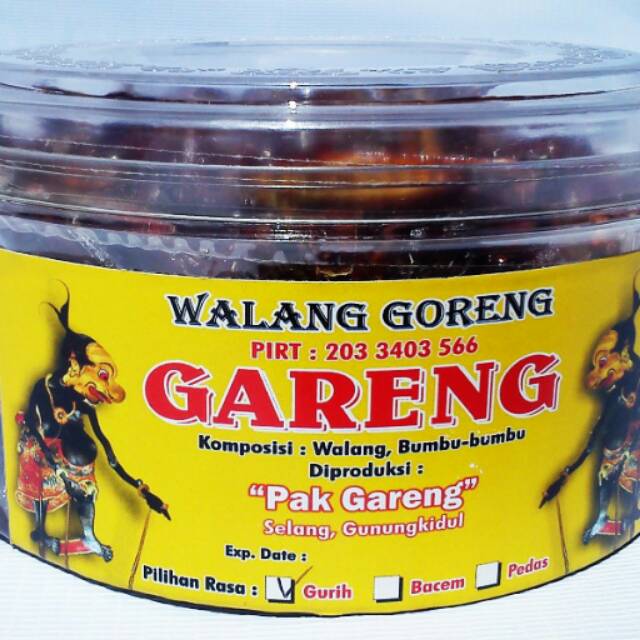 WALANG GORENG
PIRT : 203 3403 566
GARENG
Komposisi : Walang, Bumbu-bumbu
Diproduksi :
"Pak Gareng"
Selang, Gunungkidul
Exp. Date :
Pilihan Rasa : V Gurih Bacem Pedas